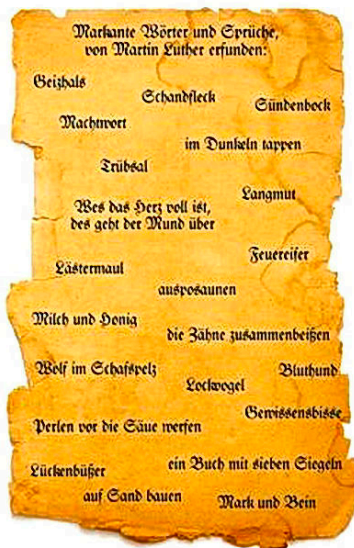 Markante Wörter und Sprüche,
von Martin Luther erfunden:
Geizhals
Schandfleck
Sündenbock
Machtwort
im Dunkeln tappen
Trübsal
Langmut
Wes das Herz voll ist,
des geht der Mund über
Feuereifer
Lästermaul
ausposaunen
Milch und Honig
die Zähne zusammenbeißen
Wolf im Schafspelz
Bluthund
Lockvogel
Gewissensbisse
Perlen vor die Säue werfen
ein Buch mit sieben Siegeln
Lückenbüßer
auf Sand bauen
Mark und Bein